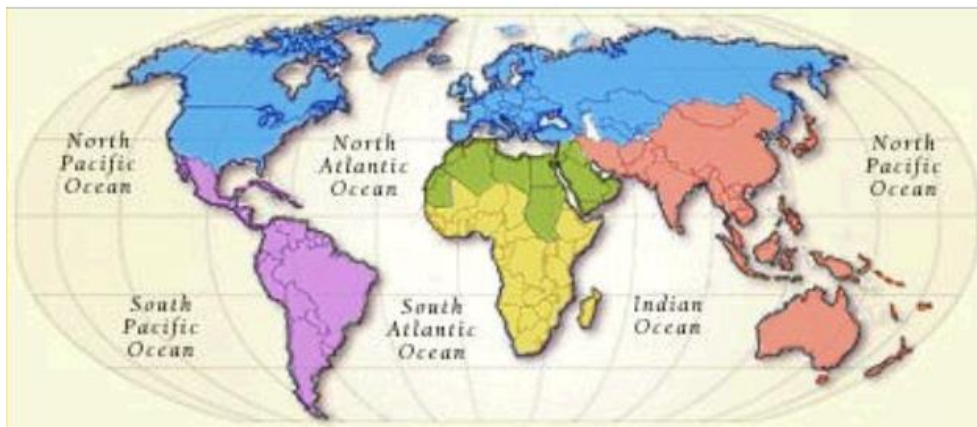 North
Pacific
Ocean
North
Atlantic
Ocean
North
Pacific
Ocean
South
Pacific
Ocean
South
Atlantic
Ocean
Indian
Ocean